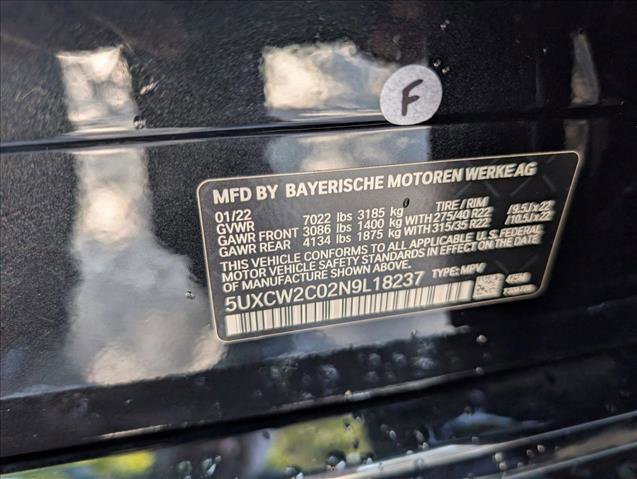 F
MFD BY BAYERISCHE MOTOREN WERKE AG
01/22 TIRE / RIM
GVWR 7022 lbs 3185 kg
GAWR FRONT 3086 lbs 1400 kg WITH 275/40 R22 / 9.5Jx22
GAWR REAR 4134 lbs 1875 kg WITH 315/35 R22 / 10.5Jx22
THIS VEHICLE CONFORMS TO ALL APPLICABLE U.S. FEDERAL
MOTOR VEHICLE SAFETY STANDARDS IN EFFECT ON THE DATE
OF MANUFACTURE SHOWN ABOVE.
5UXCW2C02N9L18237 TYPE: MPV